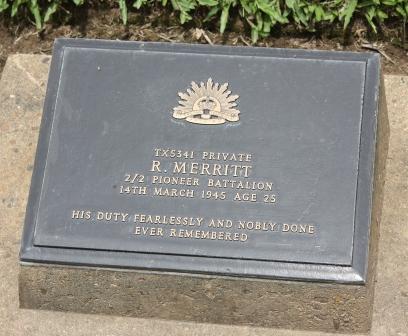 TX5341 PRIVATE
R. MERRITT
2/2 PIONEER BATTALION
14TH MARCH 1945 AGE 25
HIS DUTY FEARLESSLY AND NOBLY DONE
EVER REMEMBERED